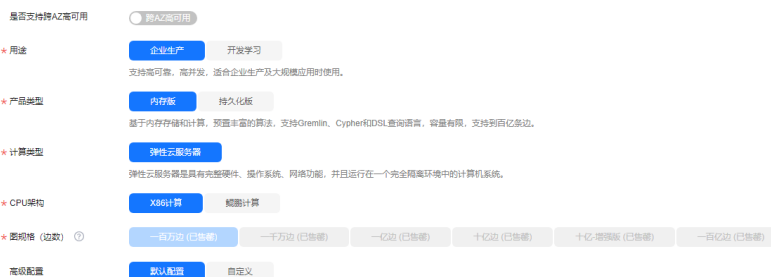 是否支持跨AZ高可用 跨AZ高可用
* 用途 企业生产 开发学习
支持高可靠，高并发，适合企业生产及大规模应用时使用。
* 产品类型 内存版 持久化版
基于内存存储和计算，预置丰富的算法，支持Gremlin、Cypher和DSL查询语言，容量有限，支持到百亿条边。
* 计算类型 弹性云服务器
弹性云服务器是具有完整硬件、操作系统、网络功能，并且运行在一个完全隔离环境中的计算机系统。
* CPU架构 X86计算 鲲鹏计算
* 图规格（边数） ? 一百万边 (已售罄) 一千万边 (已售罄) 一亿边 (已售罄) 十亿边 (已售罄) 十亿-增强版 (已售罄) 一百亿边 (已售罄)
高级配置 默认配置 自定义